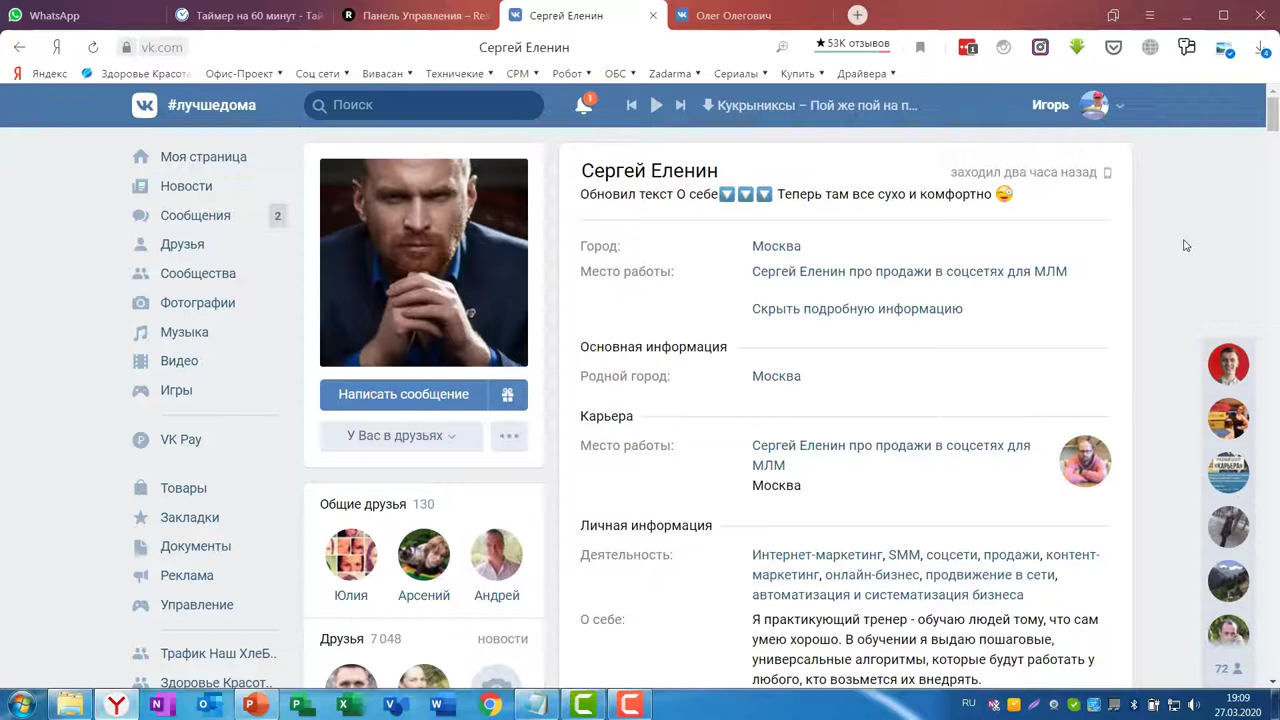 WhatsApp
Таймер на 60 минут - Тай
Панель Управления – Res
Сергей Еленин
Олег Олегович
Я
vk.com
Сергей Еленин
★ 53K отзывов
1
4
Яндекс
Здоровье Красота
Офис-Проект
Соц сети
Вивасан
Техничекие
СРМ
Робот
ОБС
Zadarma
Сериалы
Купить
Драйвера
#лучшедома
Поиск
1
Кукрыниксы – Пой же пой на п...
Игорь
Моя страница
Новости
Сообщения 2
Друзья
Сообщества
Фотографии
Музыка
Видео
Игры
VK Pay
Товары
Закладки
Документы
Реклама
Управление
Трафик Наш ХлеБ..
Здоровье Красот..
Написать сообщение
У Вас в друзьях
Общие друзья 130
Юлия Арсений Андрей
Друзья 7 048 новости
Сергей Еленин
заходил два часа назад
Обновил текст О себе🔽🔽🔽 Теперь там все сухо и комфортно 😜
Город: Москва
Место работы: Сергей Еленин про продажи в соцсетях для МЛМ
Скрыть подробную информацию
Основная информация
Родной город: Москва
Карьера
Место работы: Сергей Еленин про продажи в соцсетях для
МЛМ
Москва
Личная информация
Деятельность: Интернет-маркетинг, SMM, соцсети, продажи, контент-
маркетинг, онлайн-бизнес, продвижение в сети,
автоматизация и систематизация бизнеса
О себе: Я практикующий тренер - обучаю людей тому, что сам
умею хорошо. В обучении я выдаю пошаговые,
универсальные алгоритмы, которые будут работать у
любого, кто возьмется их внедрять.
72
RU
19:09
27.03.2020